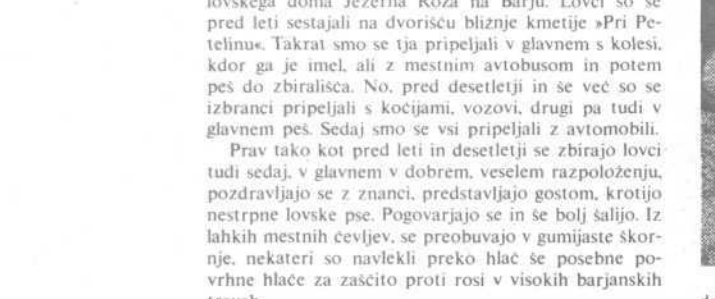 lovskega doma Jezerna Roža na Barju. Lovci so se
pred leti sestajali na dvorišču bližnje kmetije »Pri Pe-
telinu«. Takrat smo se tja pripeljali v glavnem s kolesi,
kdor ga je imel, ali z mestnim avtobusom in potem
peš do zbirališča. No, pred desetletji in še več so se
izbranci pripeljali s kočijami, vozovi, drugi pa tudi v
glavnem peš. Sedaj smo se vsi pripeljali z avtomobili.
Prav tako kot pred leti in desetletji se zbirajo lovci
tudi sedaj, v glavnem v dobrem, veselem razpoloženju,
pozdravljajo se z znanci, predstavljajo gostom, krotijo
nestrpne lovske pse. Pogovarjajo se in še bolj šalijo. Iz
lahkih mestnih čevljev, se preobuvajo v gumijaste škor-
nje, nekateri so navlekli preko hlač še posebne po-
vrhne hlače za zaščito proti rosi v visokih barjanskih